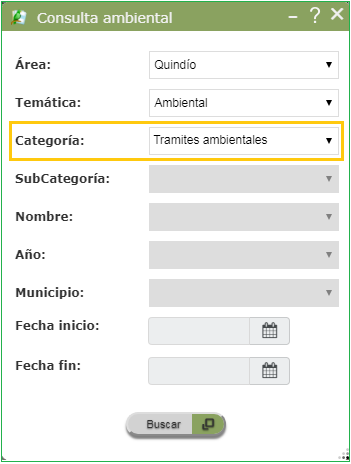 Consulta ambiental – ? ✕
Área: Quindío
Temática: Ambiental
Categoría: Tramites ambientales
SubCategoría:
Nombre:
Año:
Municipio:
Fecha inicio:
Fecha fin:
Buscar